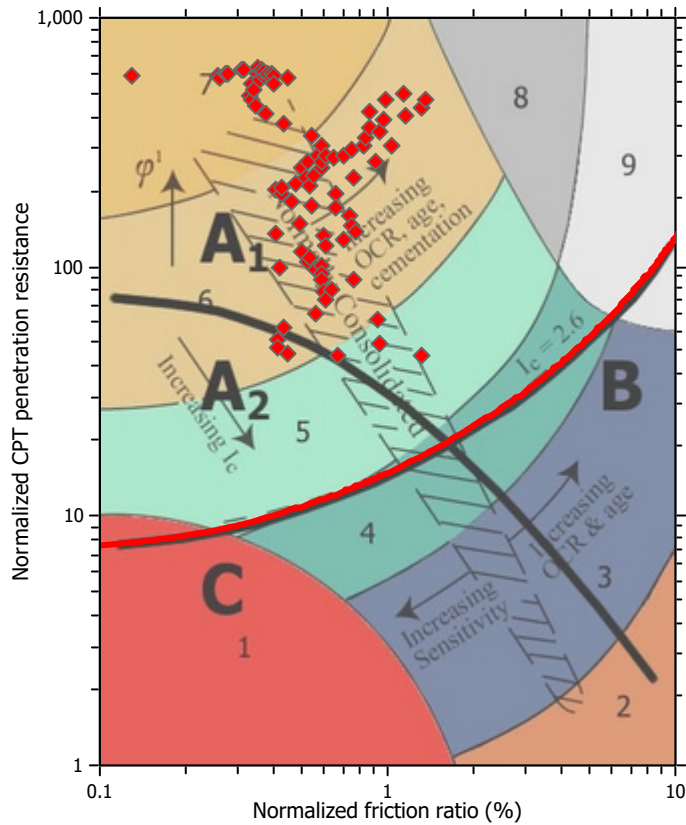 1,000
100
10
1
Normalized CPT penetration resistance
0.1
1
10
Normalized friction ratio (%)
7
8
9
φ¹
A1
Normally Consolidated
Increasing
OCR, age,
cementation
6
Increasing Ic
A2
5
Ic = 2.6
B
4
C
1
Increasing
OCR & age
3
Increasing
Sensitivity
2